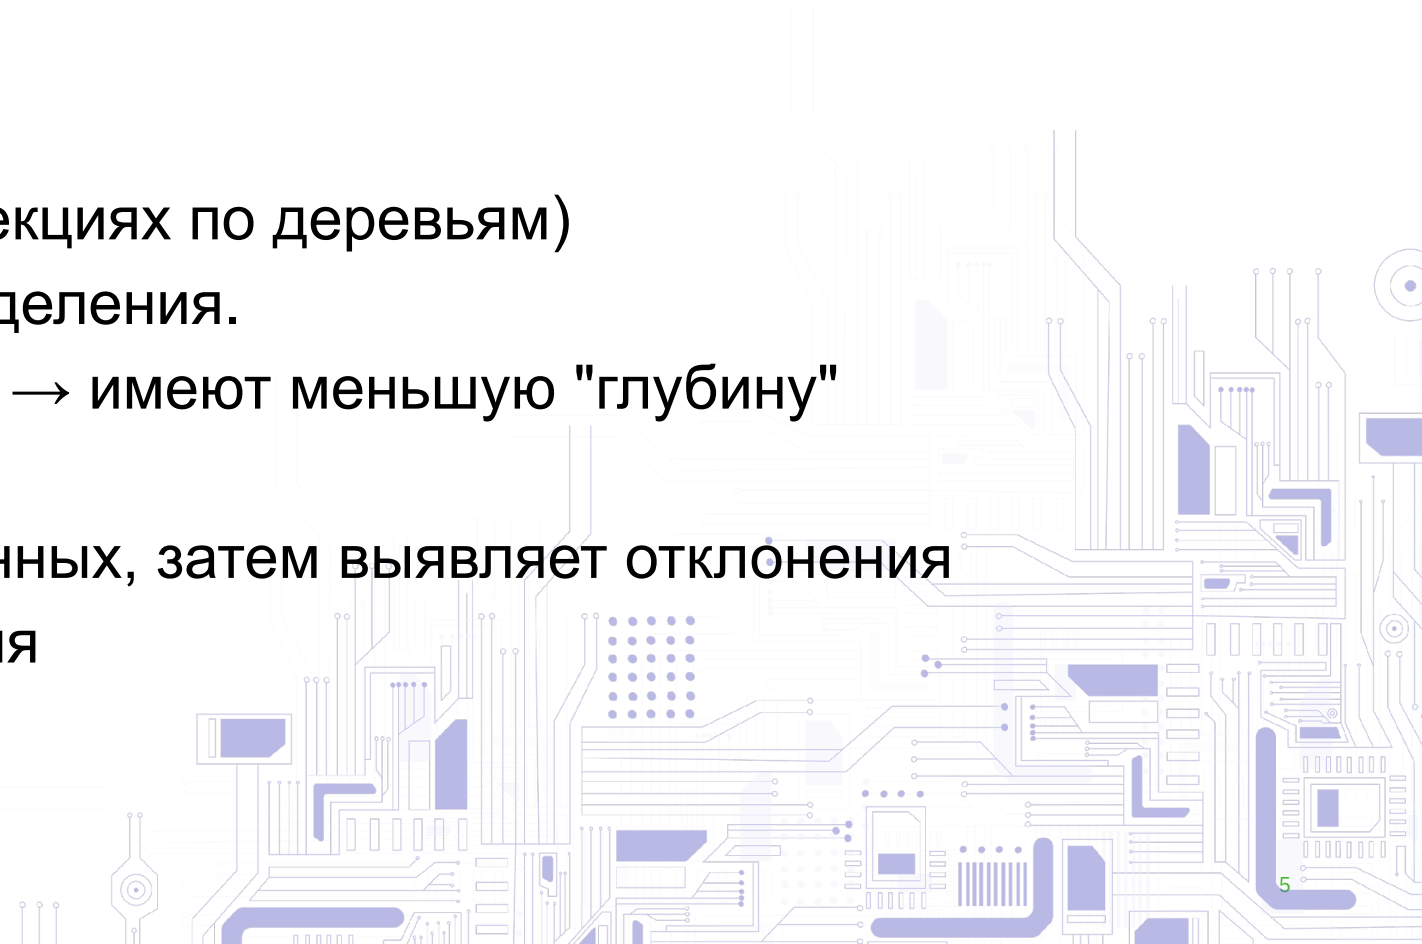 екциях по деревьям)
деления.
→ имеют меньшую "глубину"
нных, затем выявляет отклонения
ия
5